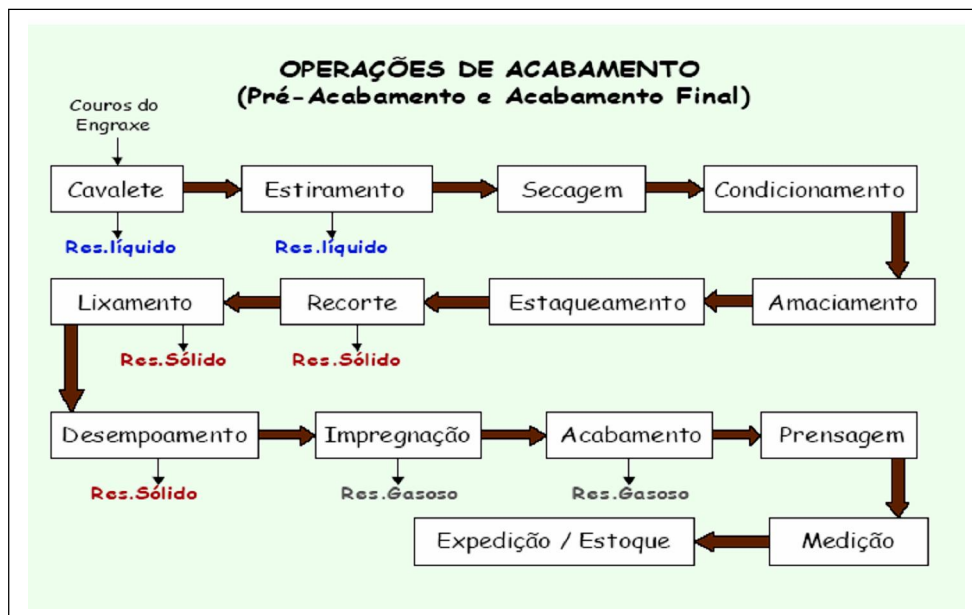 OPERAÇÕES DE ACABAMENTO
(Pré-Acabamento e Acabamento Final)
Couros do
Engraxe
Cavalete
Estiramento
Secagem
Condicionamento
Res.líquido
Res.líquido
Lixamento
Recorte
Estaqueamento
Amaciamento
Res.Sólido
Res.Sólido
Desempoamento
Impregnação
Acabamento
Prensagem
Res.Sólido
Res.Gasoso
Res.Gasoso
Expedição / Estoque
Medição